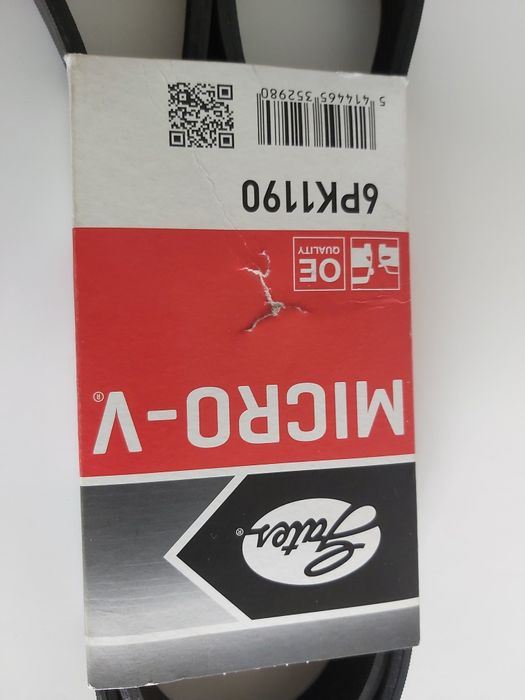 Gates®
MICRO-V®
OE
QUALITY
6PK1190
5 414465 352980